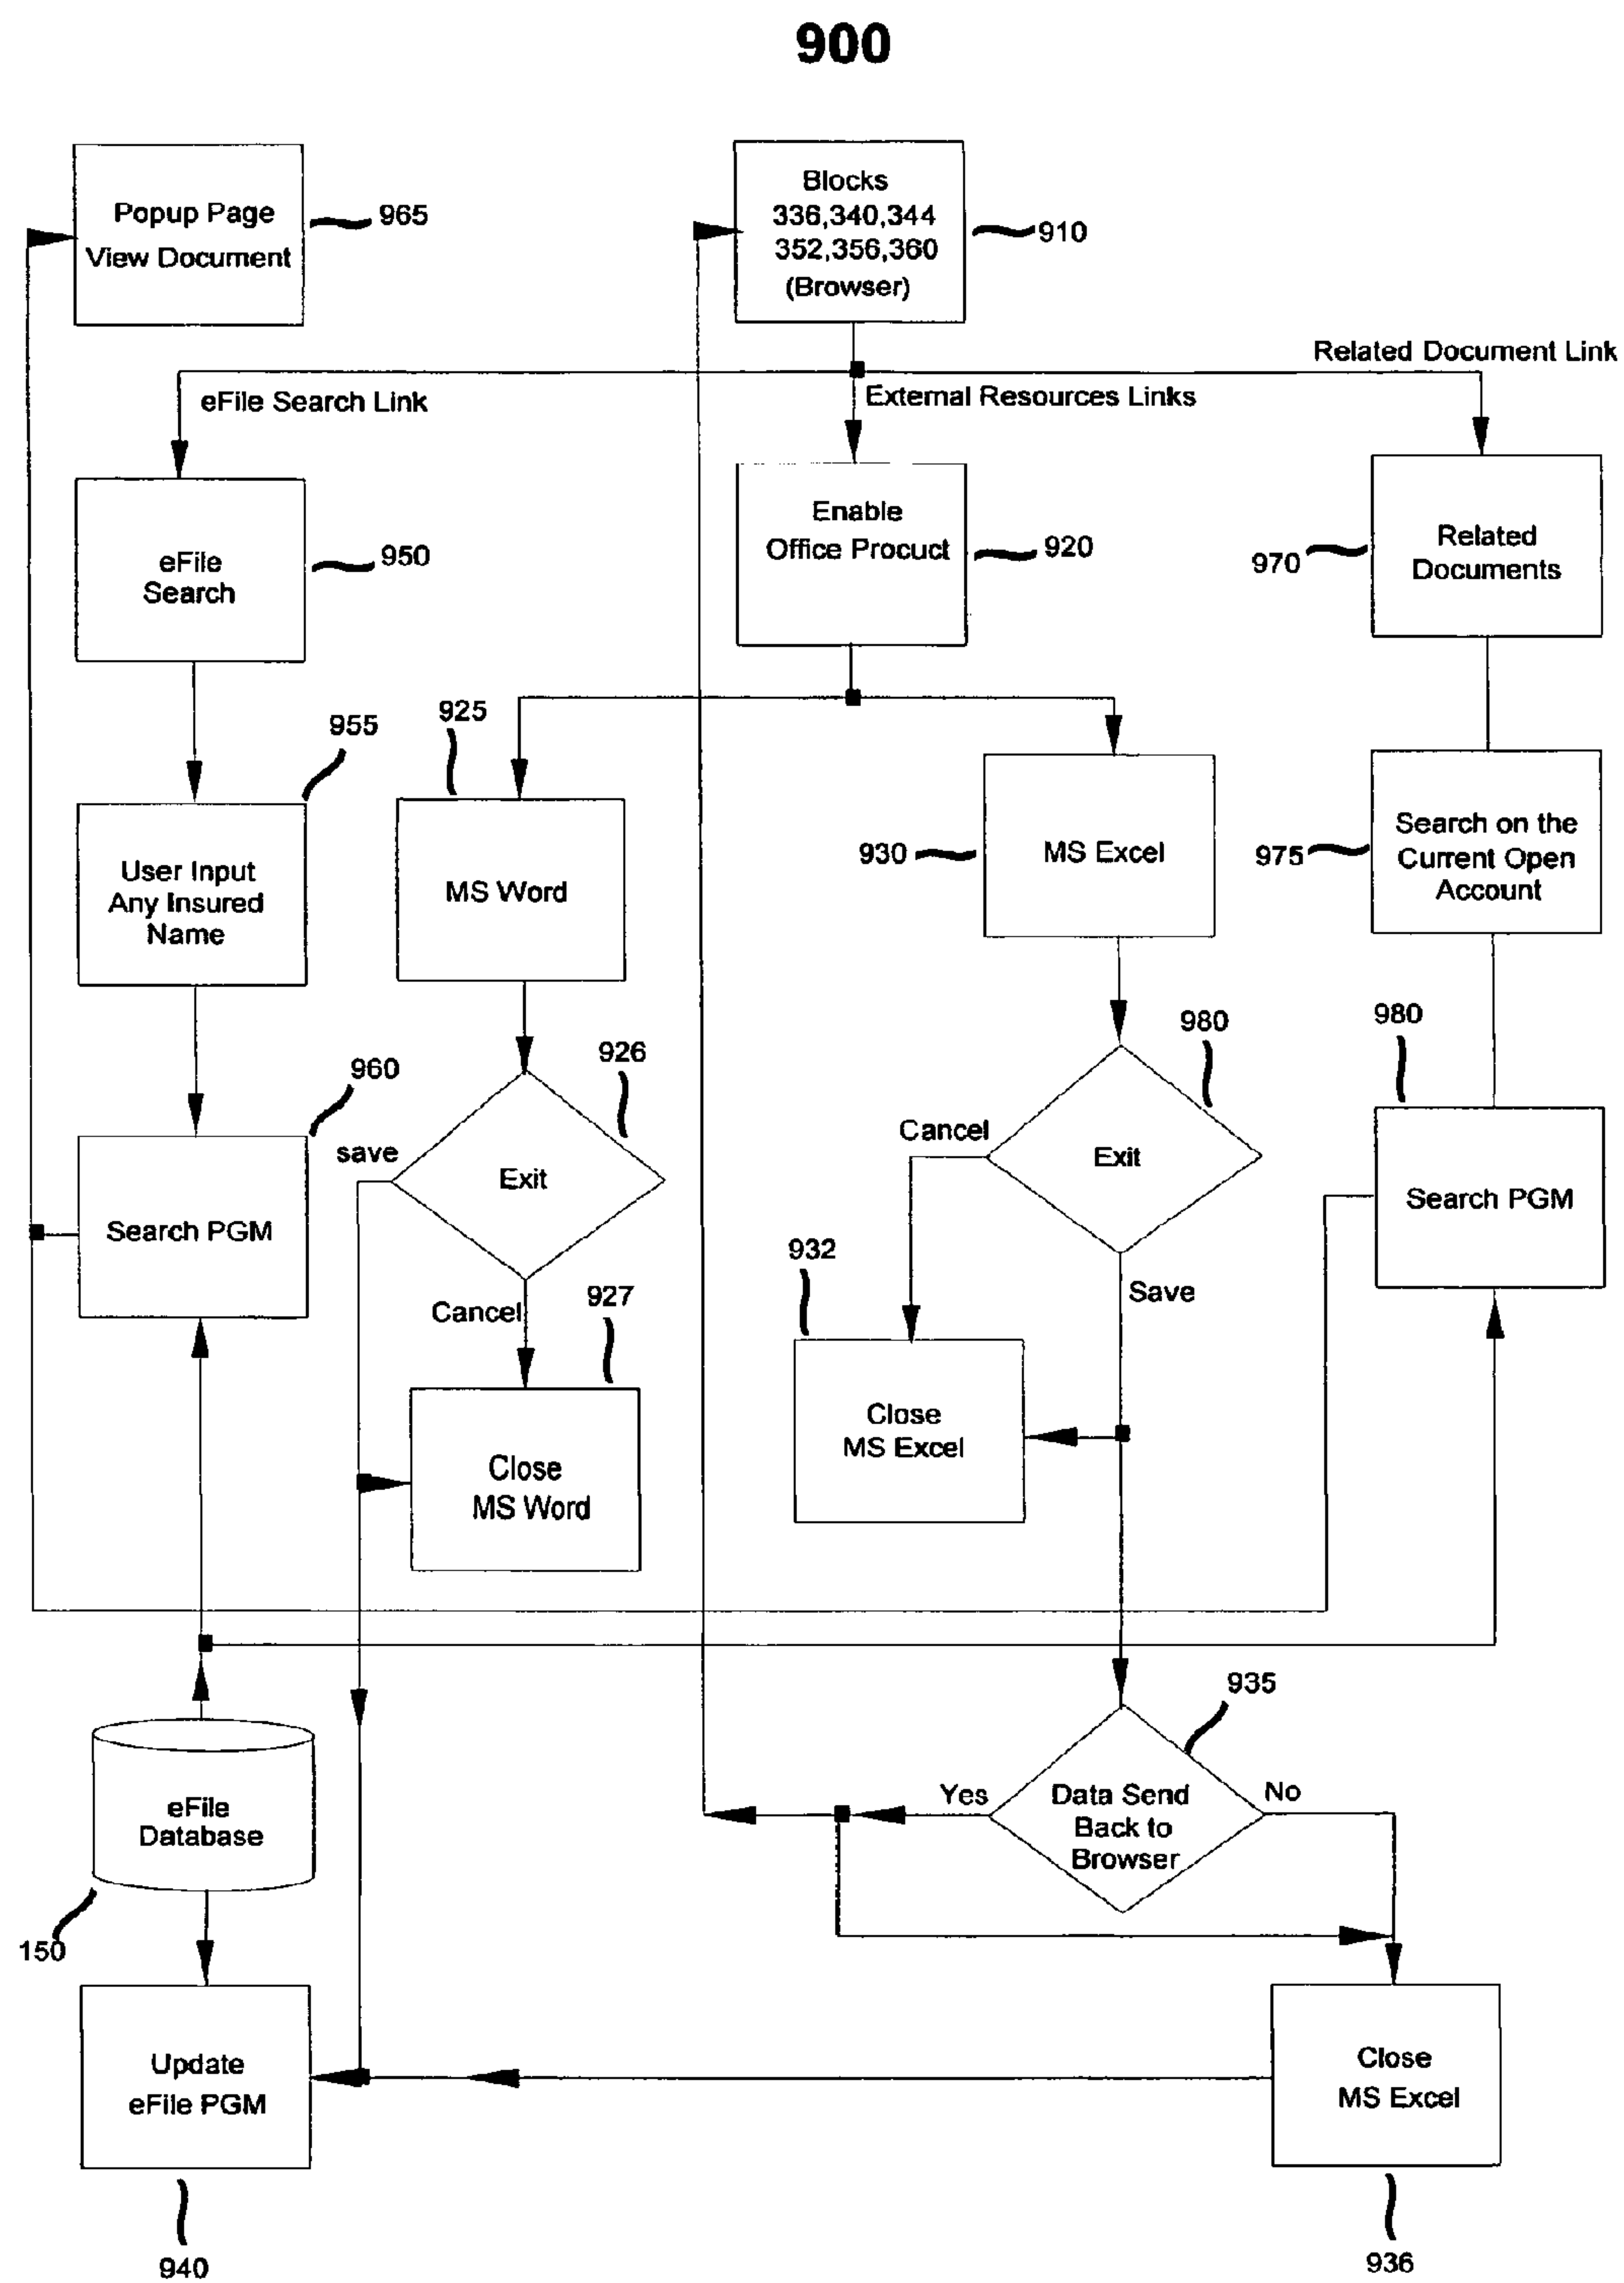 900
Popup Page
View Document
965
Blocks
336,340,344
352,356,360
(Browser)
910
Related Document Link
eFile Search Link
External Resources Links
eFile
Search
950
Enable
Office Procuct
920
970
Related
Documents
955
925
User Input
Any Insured
Name
MS Word
930
MS Excel
975
Search on the
Current Open
Account
960
926
980
980
save
Exit
Cancel
Exit
Search PGM
Search PGM
Cancel
927
932
Save
Close
MS Word
Close
MS Excel
935
eFile
Database
150
Yes
Data Send
Back to
Browser
No
Update
eFile PGM
940
Close
MS Excel
936